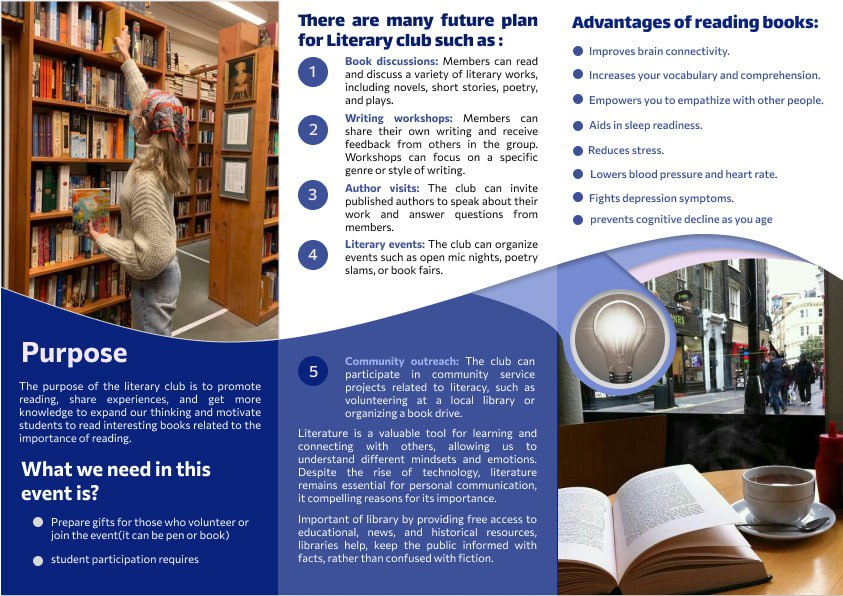 Purpose
The purpose of the literary club is to promote
reading, share experiences, and get more
knowledge to expand our thinking and motivate
students to read interesting books related to the
importance of reading.
What we need in this
event is?
Prepare gifts for those who volunteer or
join the event(it can be pen or book)
student participation requires
There are many future plan
for Literary club such as :
1
Book discussions: Members can read
and discuss a variety of literary works,
including novels, short stories, poetry,
and plays.
2
Writing workshops: Members can
share their own writing and receive
feedback from others in the group.
Workshops can focus on a specific
genre or style of writing.
3
Author visits: The club can invite
published authors to speak about their
work and answer questions from
members.
4
Literary events: The club can organize
events such as open mic nights, poetry
slams, or book fairs.
5
Community outreach: The club can
participate in community service
projects related to literacy, such as
volunteering at a local library or
organizing a book drive.
Literature is a valuable tool for learning and
connecting with others, allowing us to
understand different mindsets and emotions.
Despite the rise of technology, literature
remains essential for personal communication,
it compelling reasons for its importance.
Important of library by providing free access to
educational, news, and historical resources,
libraries help, keep the public informed with
facts, rather than confused with fiction.
Advantages of reading books:
Improves brain connectivity.
Increases your vocabulary and comprehension.
Empowers you to empathize with other people.
Aids in sleep readiness.
Reduces stress.
Lowers blood pressure and heart rate.
Fights depression symptoms.
prevents cognitive decline as you age